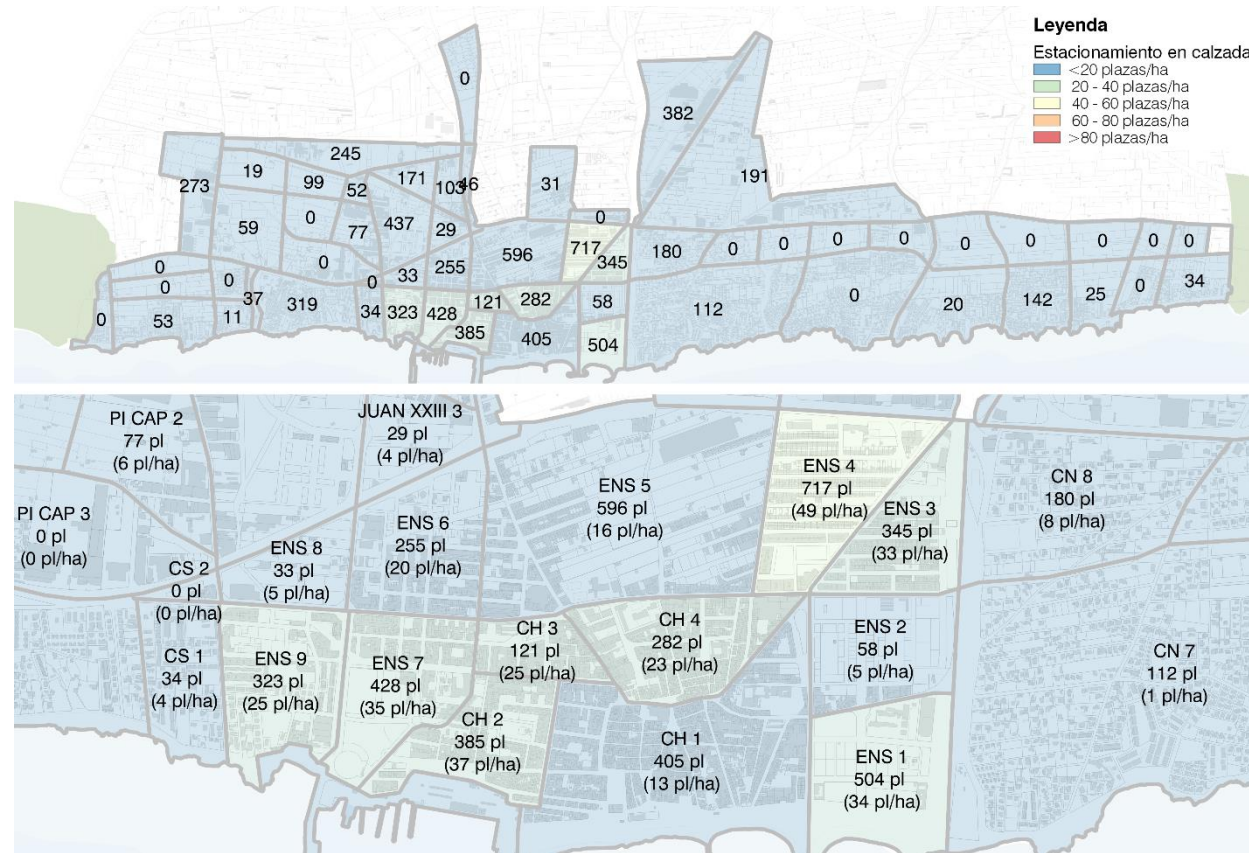 Leyenda
Estacionamiento en calzada
<20 plazas/ha
20 - 40 plazas/ha
40 - 60 plazas/ha
60 - 80 plazas/ha
>80 plazas/ha
0
382
245
19
99
52
171
103
46
31
191
273
59
0
77
437
29
0
596
717
345
180
0
0
0
0
0
0
0
0
0
0
0
0
0
33
255
0
0
37
319
34
323
428
121
282
58
112
0
20
142
25
0
34
0
53
11
385
405
504
PI CAP 2
77 pl
(6 pl/ha)
JUAN XXIII 3
29 pl
(4 pl/ha)
ENS 5
596 pl
(16 pl/ha)
ENS 4
717 pl
(49 pl/ha)
CN 8
180 pl
(8 pl/ha)
PI CAP 3
0 pl
(0 pl/ha)
ENS 6
255 pl
(20 pl/ha)
ENS 3
345 pl
(33 pl/ha)
ENS 8
33 pl
(5 pl/ha)
CS 2
0 pl
(0 pl/ha)
CH 3
121 pl
(25 pl/ha)
CH 4
282 pl
(23 pl/ha)
ENS 2
58 pl
(5 pl/ha)
CN 7
112 pl
(1 pl/ha)
CS 1
34 pl
(4 pl/ha)
ENS 9
323 pl
(25 pl/ha)
ENS 7
428 pl
(35 pl/ha)
CH 2
385 pl
(37 pl/ha)
CH 1
405 pl
(13 pl/ha)
ENS 1
504 pl
(34 pl/ha)